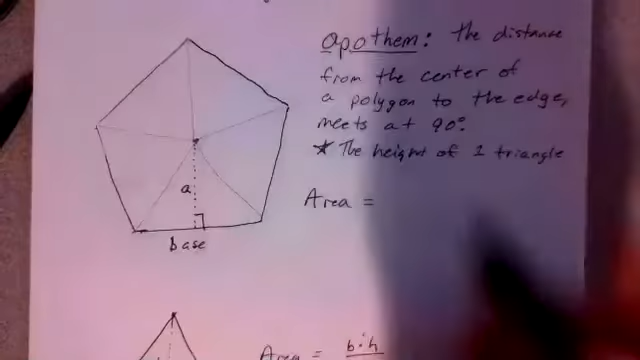 apothem: the distance
from the center of
a polygon to the edge,
meets at 90°.
* The height of 1 triangle
a
Area =
base
Area = b·h